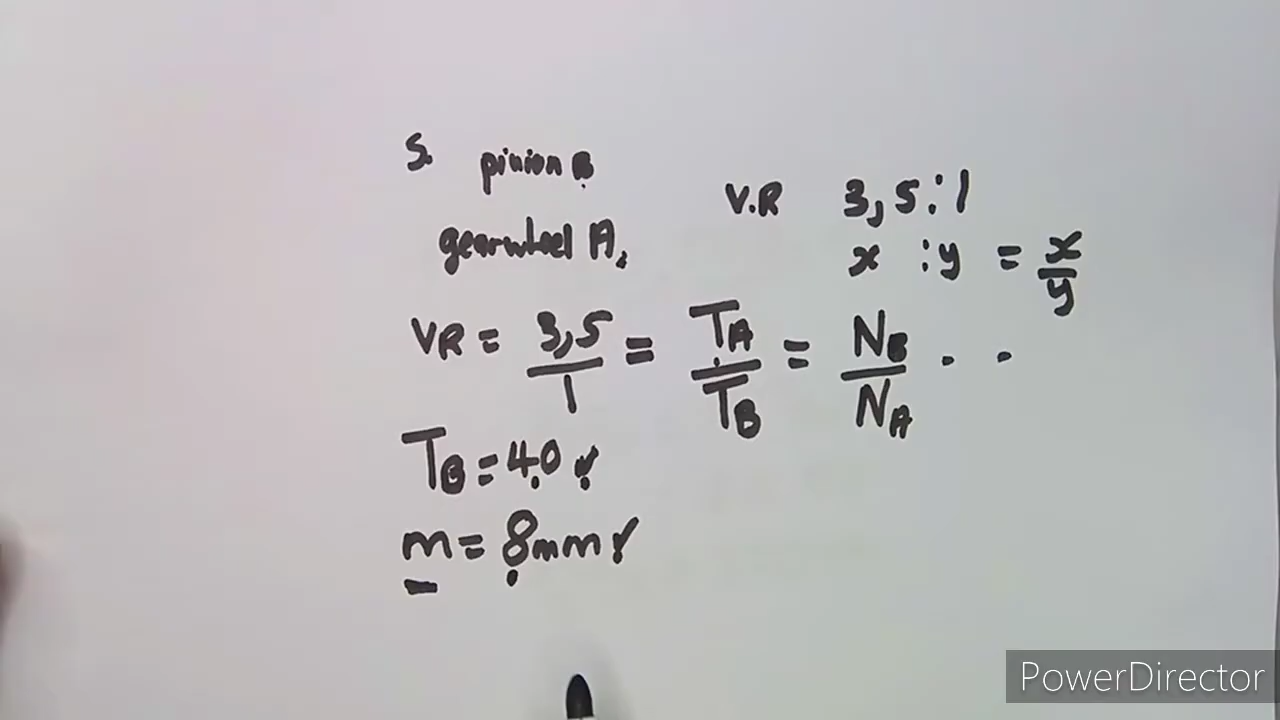 5. pinion B
V.R 3,5:1
gearwheel A.
x :y = x/y
VR = 3,5/1 = TA/TB = NB/NA . .
TB = 40
m = 8mm
PowerDirector